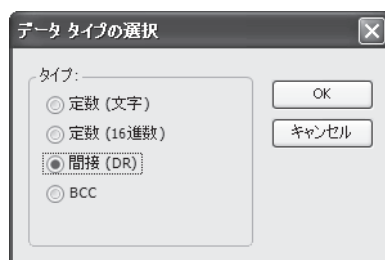 データ タイプの選択
タイプ:
定数 (文字)
定数 (16進数)
間接 (DR)
BCC
OK
キャンセル